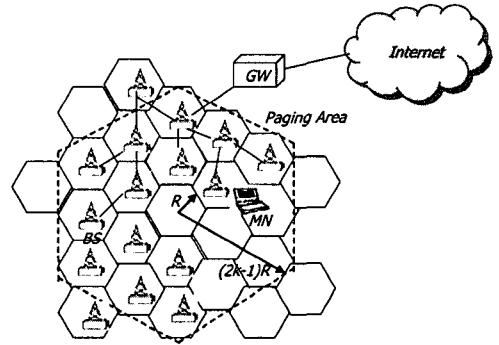 Internet
GW
Paging Area
R
MN
BS
(2k-1)R